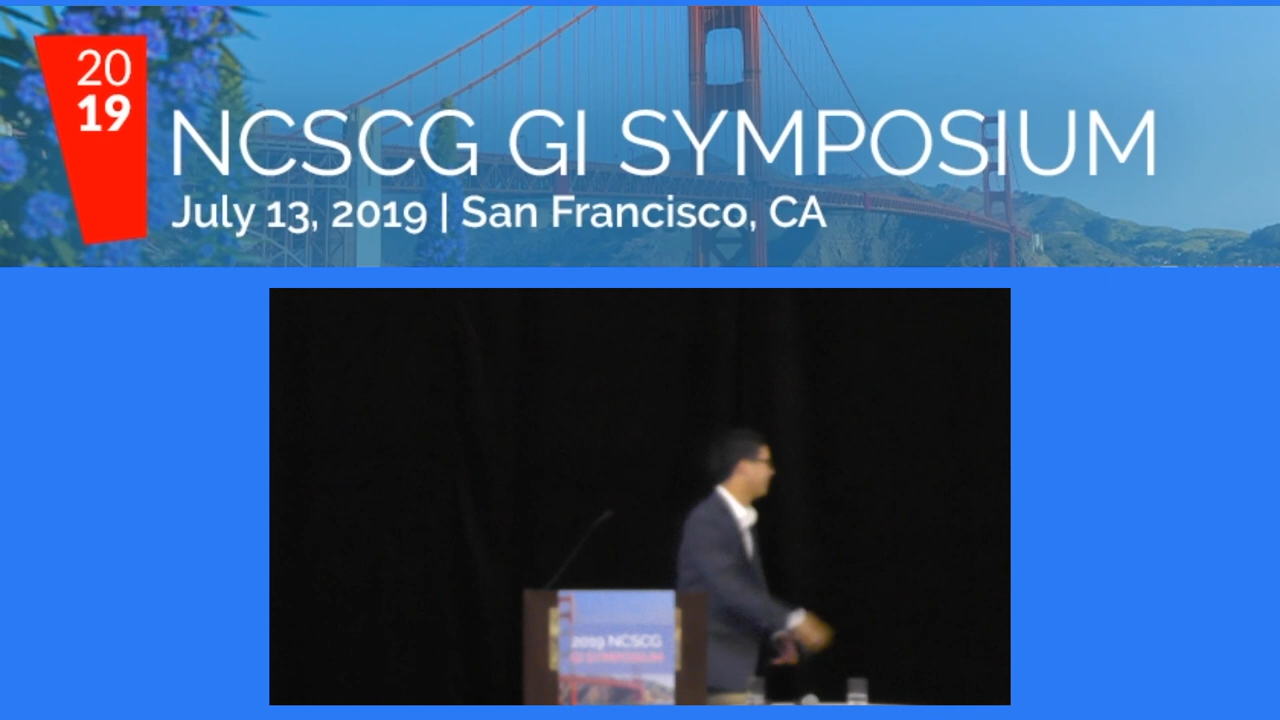 20
19
NCSCG GI SYMPOSIUM
July 13, 2019 | San Francisco, CA
2019 NCSCG
GI SYMPOSIUM